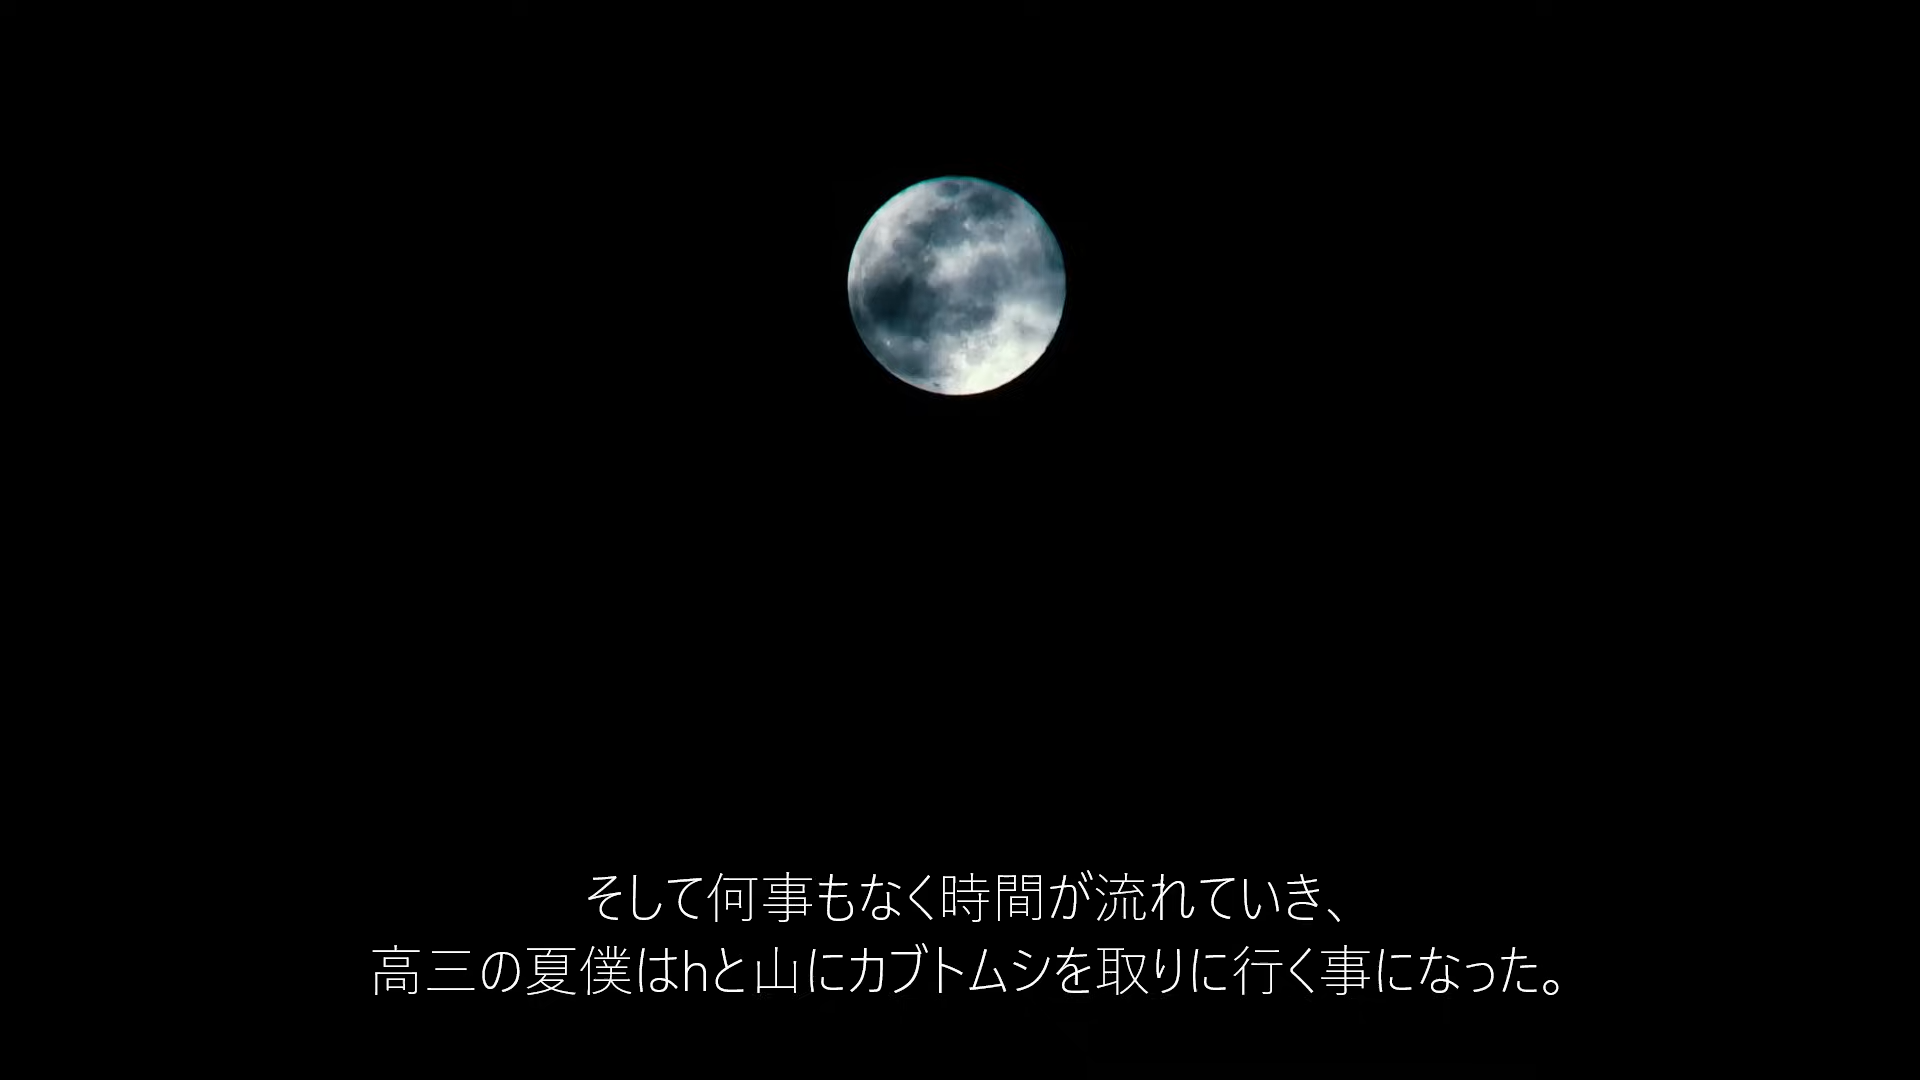 そして何事もなく時間が流れていき、
高三の夏僕はhと山にカブトムシを取りに行く事になった。